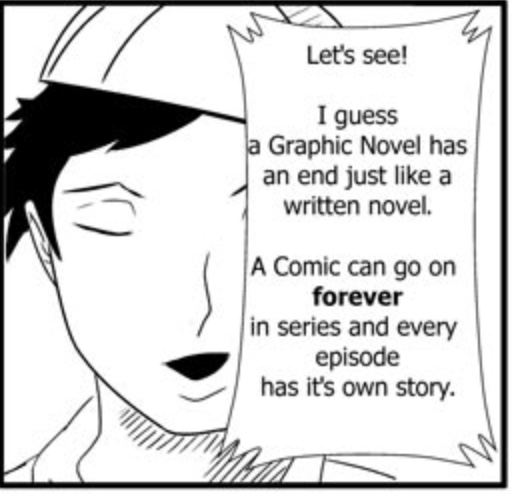 Let's see!
I guess
a Graphic Novel has
an end just like a
written novel.
A Comic can go on
forever
in series and every
episode
has it's own story.